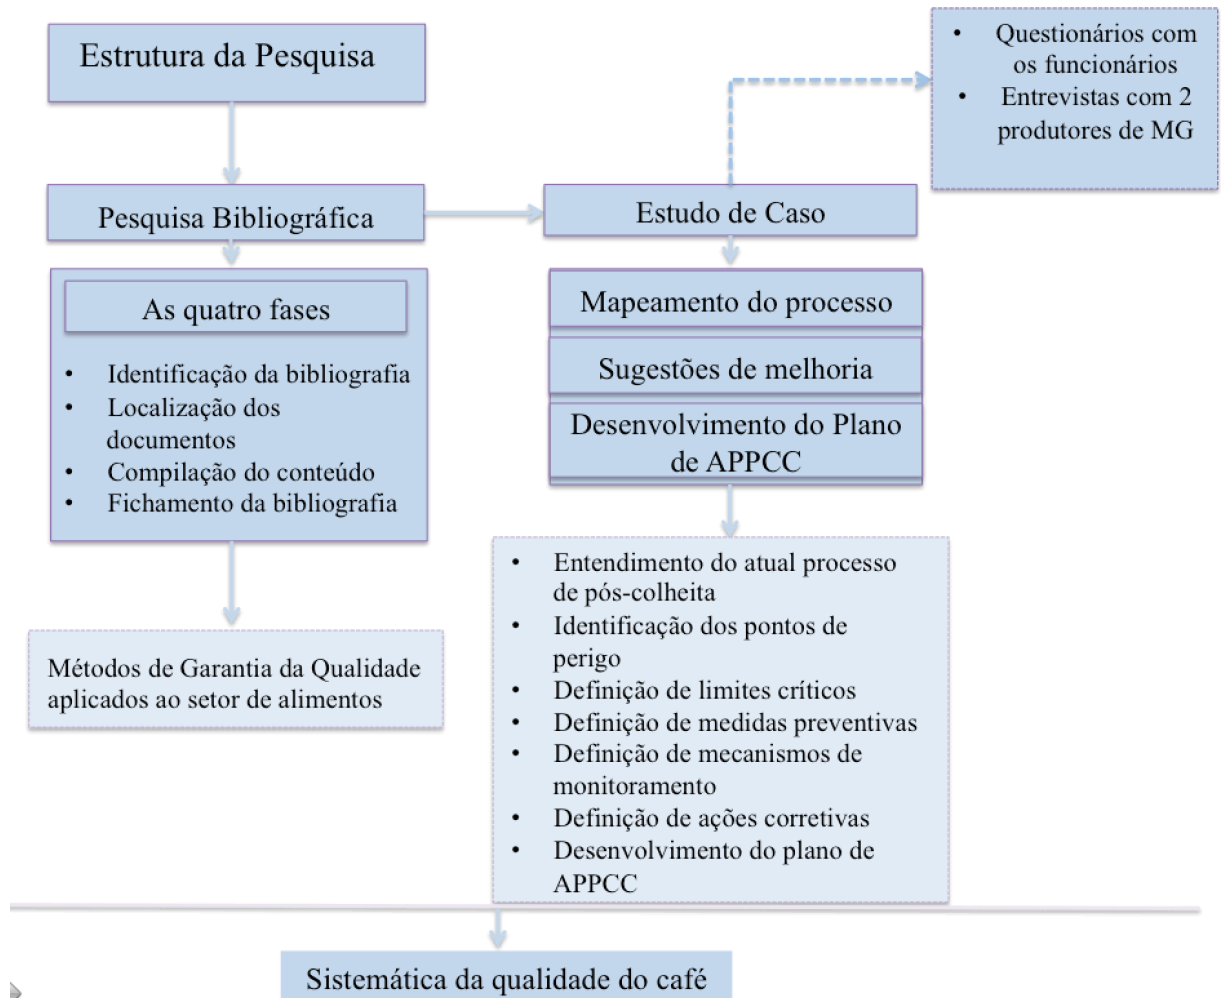 Estrutura da Pesquisa
• Questionários com
os funcionários
• Entrevistas com 2
produtores de MG
Pesquisa Bibliográfica
Estudo de Caso
As quatro fases
• Identificação da bibliografia
• Localização dos
documentos
• Compilação do conteúdo
• Fichamento da bibliografia
Mapeamento do processo
Sugestões de melhoria
Desenvolvimento do Plano
de APPCC
Métodos de Garantia da Qualidade
aplicados ao setor de alimentos
• Entendimento do atual processo
de pós-colheita
• Identificação dos pontos de
perigo
• Definição de limites críticos
• Definição de medidas preventivas
• Definição de mecanismos de
monitoramento
• Definição de ações corretivas
• Desenvolvimento do plano de
APPCC
Sistemática da qualidade do café